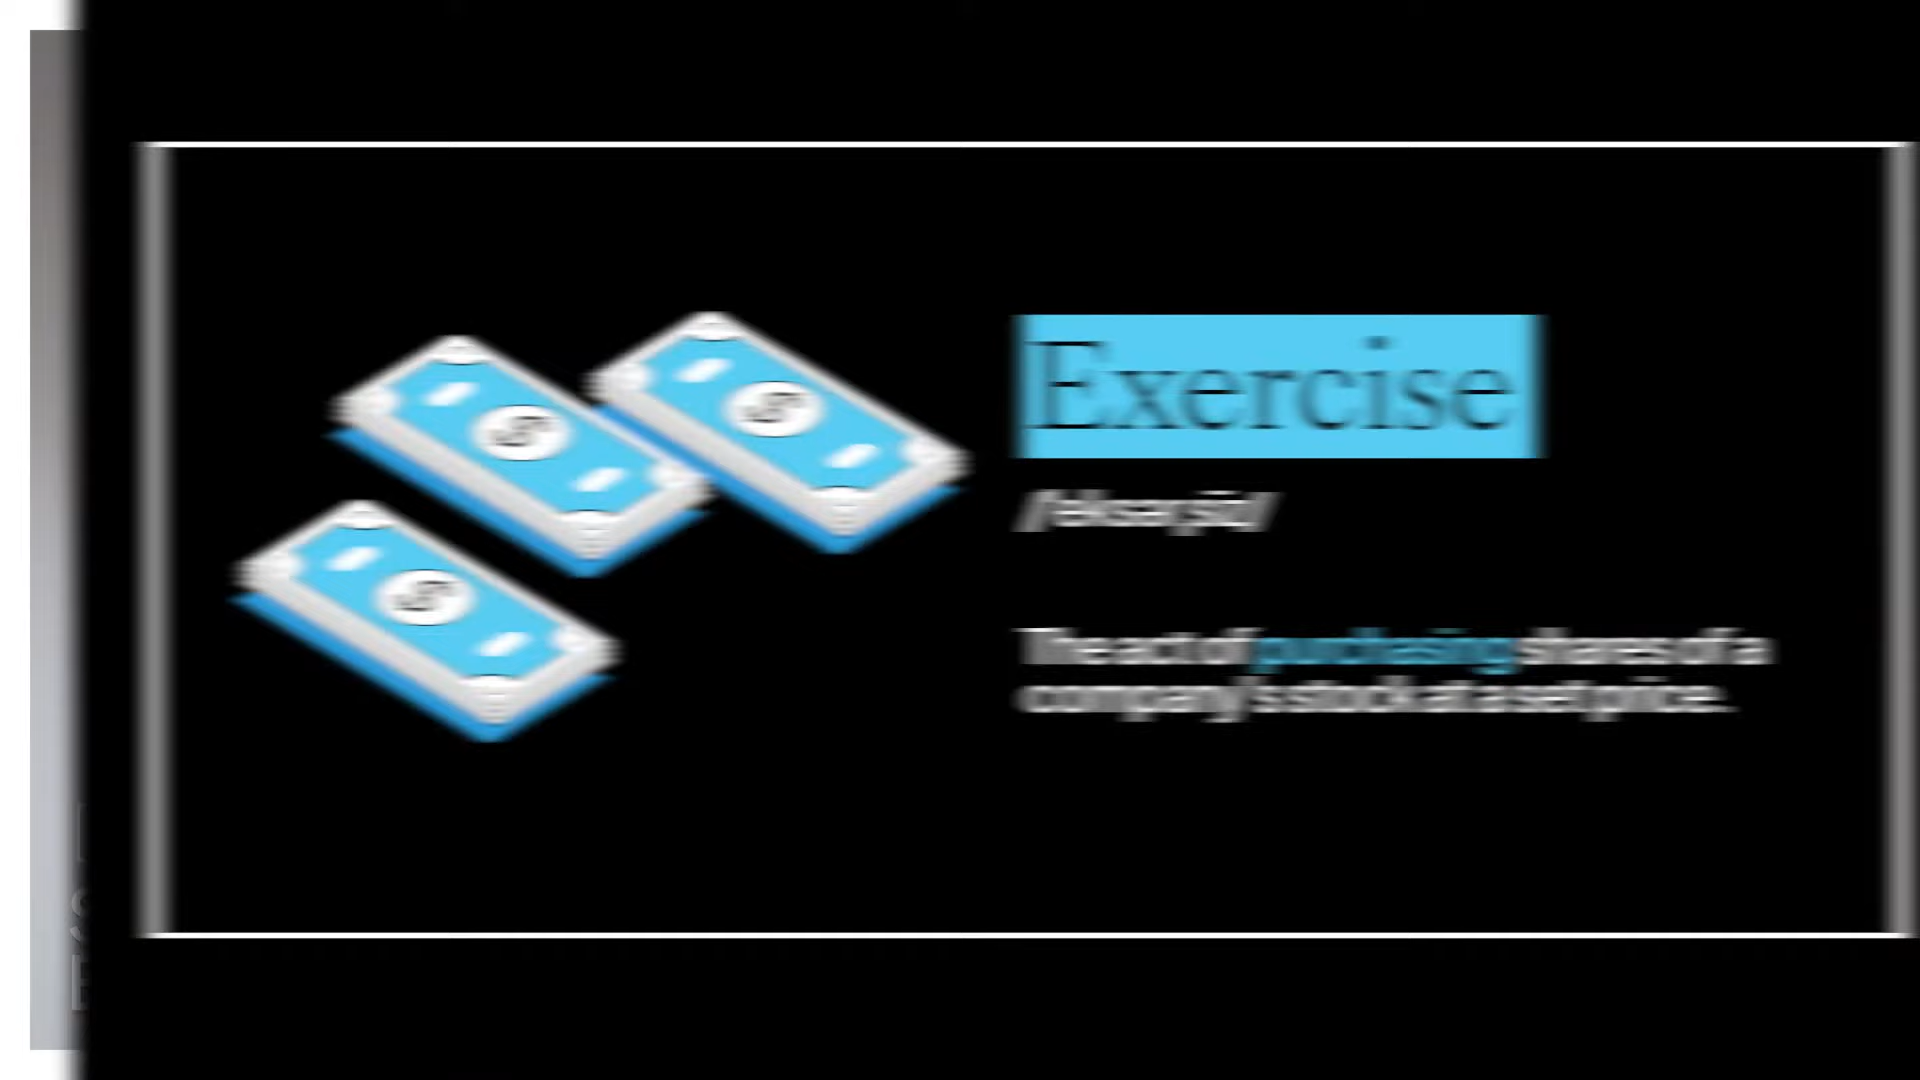 Exercise
The act of purchasing shares of a
company's stock at a set price.